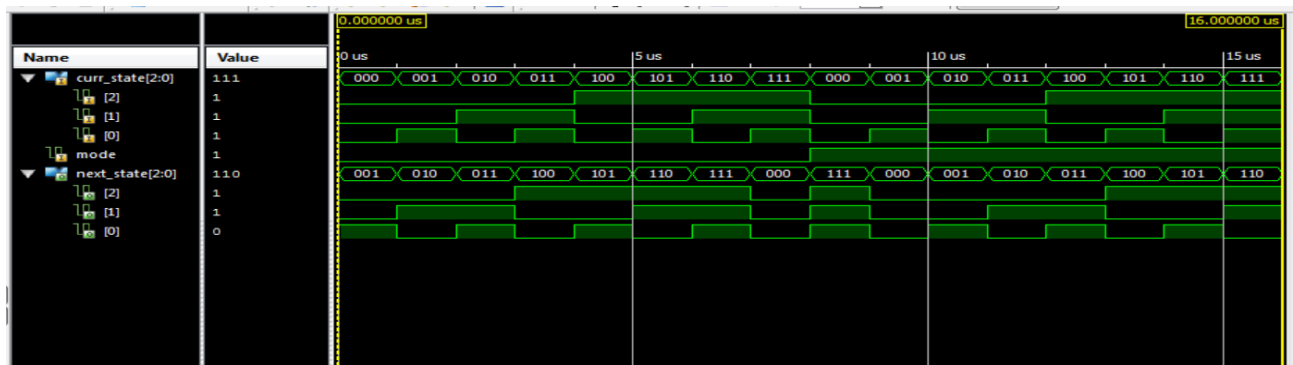 0.000000 us 16.000000 us
Name Value 0 us 5 us 10 us 15 us
curr_state[2:0] 111 000 001 010 011 100 101 110 111 000 001 010 011 100 101 110 111
[2] 1
[1] 1
[0] 1
mode 1
next_state[2:0] 110 001 010 011 100 101 110 111 000 111 000 001 010 011 100 101 110
[2] 1
[1] 1
[0] 0